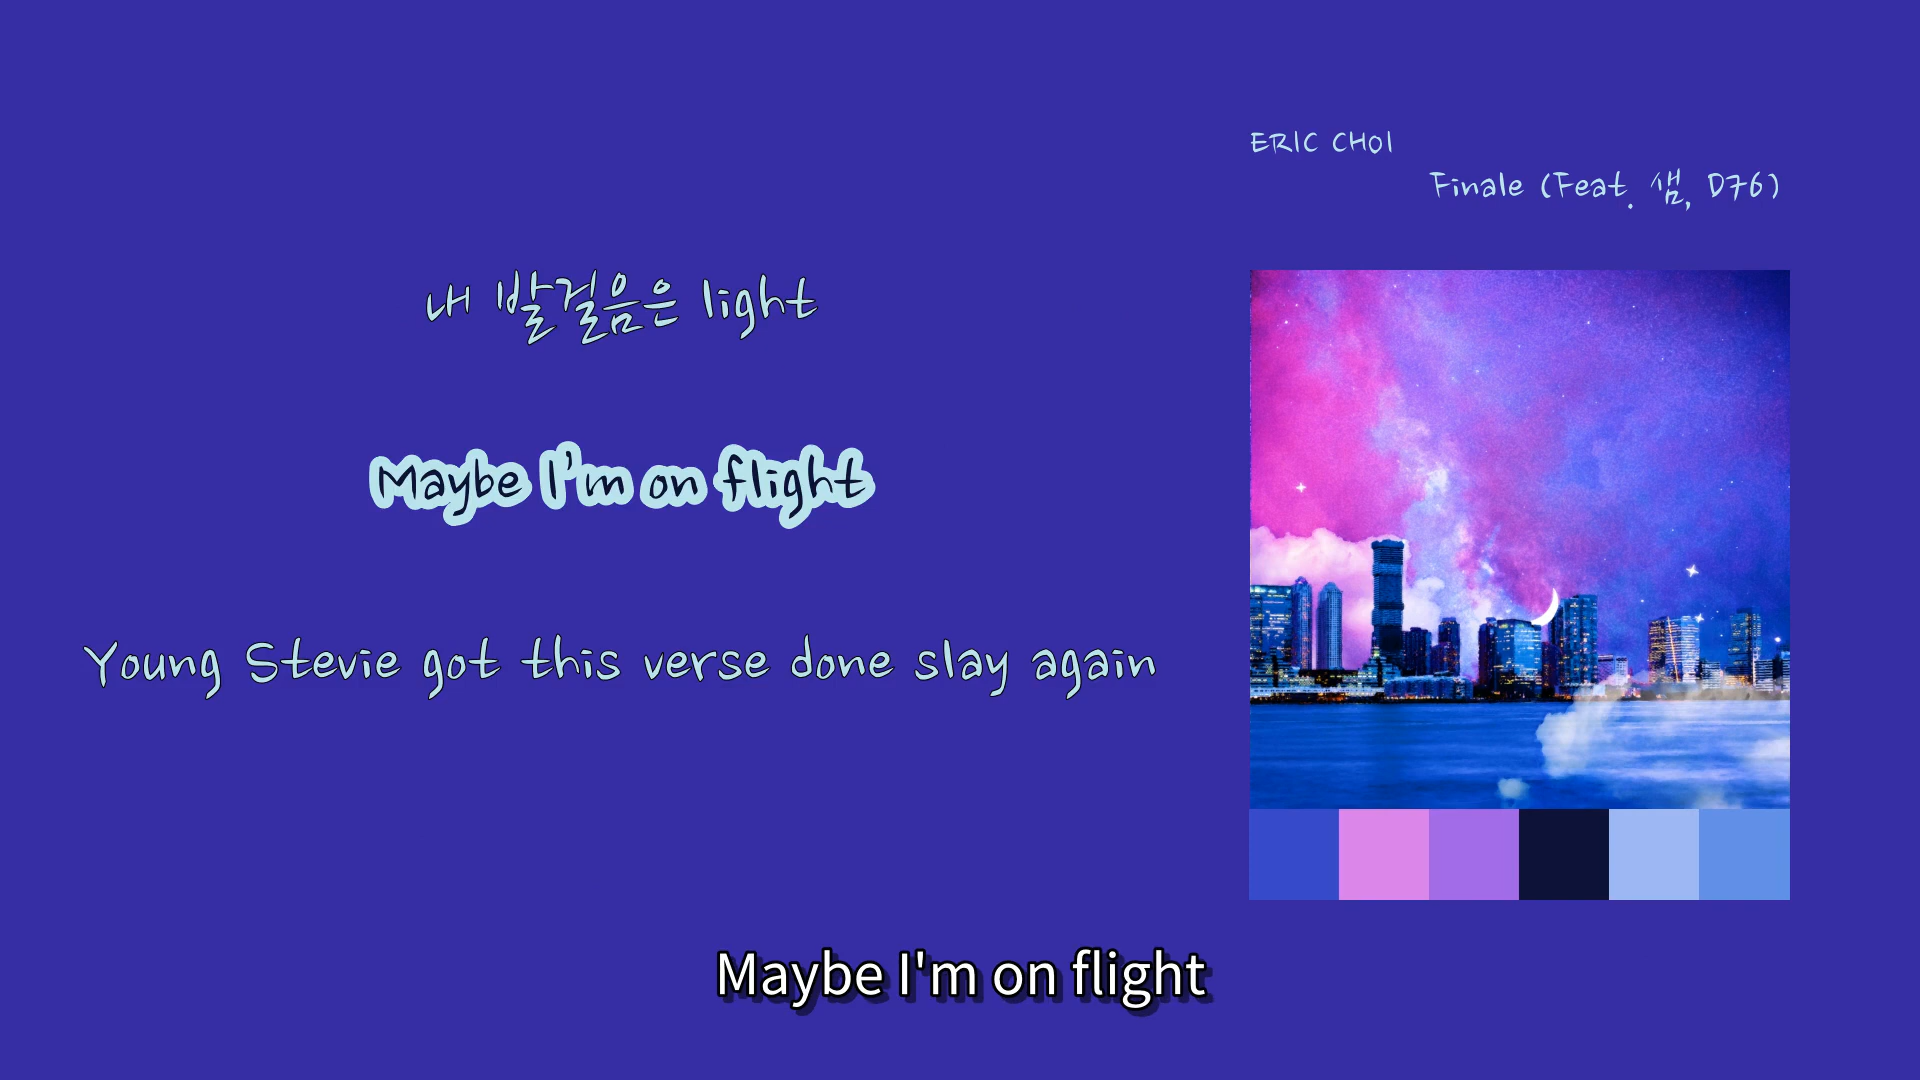 ERIC CHOI
Finale (Feat. 샘, D76)
내 발걸음은 light
Maybe I'm on flight
Young Stevie got this verse done slay again
Maybe I'm on flight